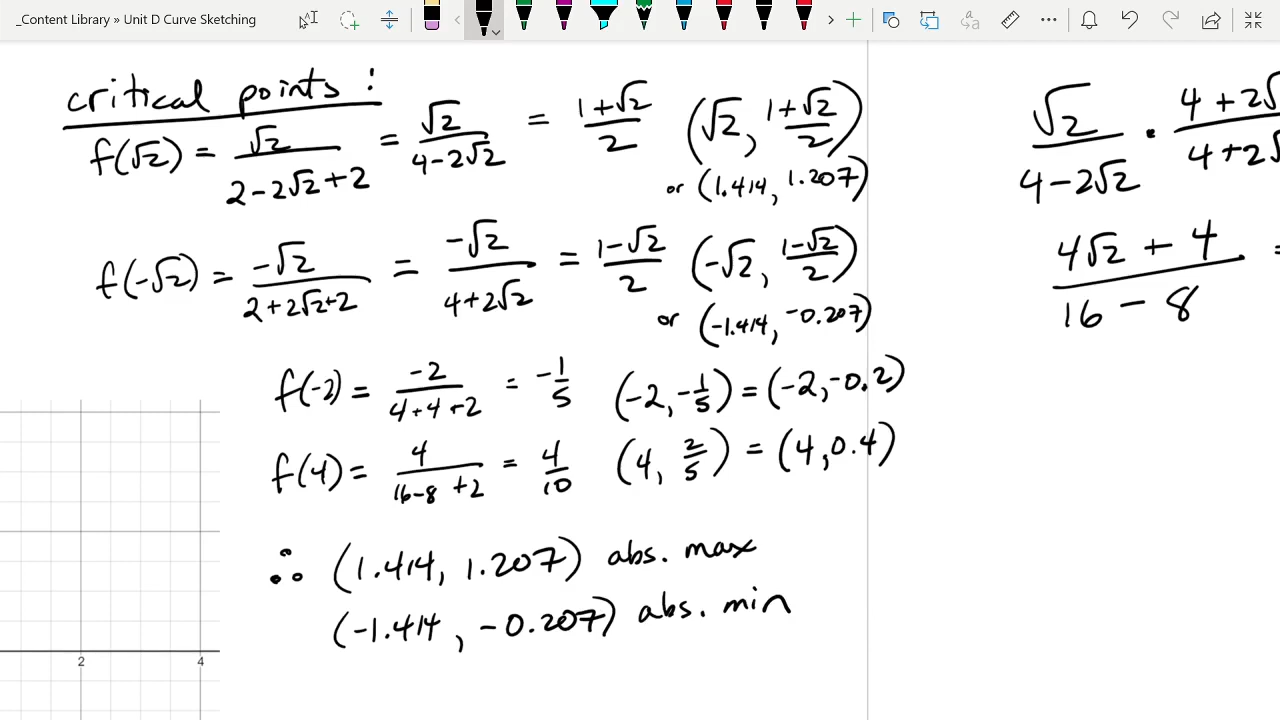 _Content Library » Unit D Curve Sketching
critical points:
f(√2) = √2/(2-2√2+2) = √2/(4-2√2) = (1+√2)/2 (√2, (1+√2)/2)
or (1.414, 1.207)
f(-√2) = -√2/(2+2√2+2) = -√2/(4+2√2) = (1-√2)/2 (-√2, (1-√2)/2)
or (-1.414, -0.207)
f(-2) = -2/(4+4+2) = -1/5 (-2, -1/5) = (-2, -0.2)
f(4) = 4/(16-8+2) = 4/10 (4, 2/5) = (4, 0.4)
∴ (1.414, 1.207) abs. max
(-1.414, -0.207) abs. min
2 4
√2/(4-2√2) · (4+2√/(4+2√
(4√2 + 4)/(16 - 8) =